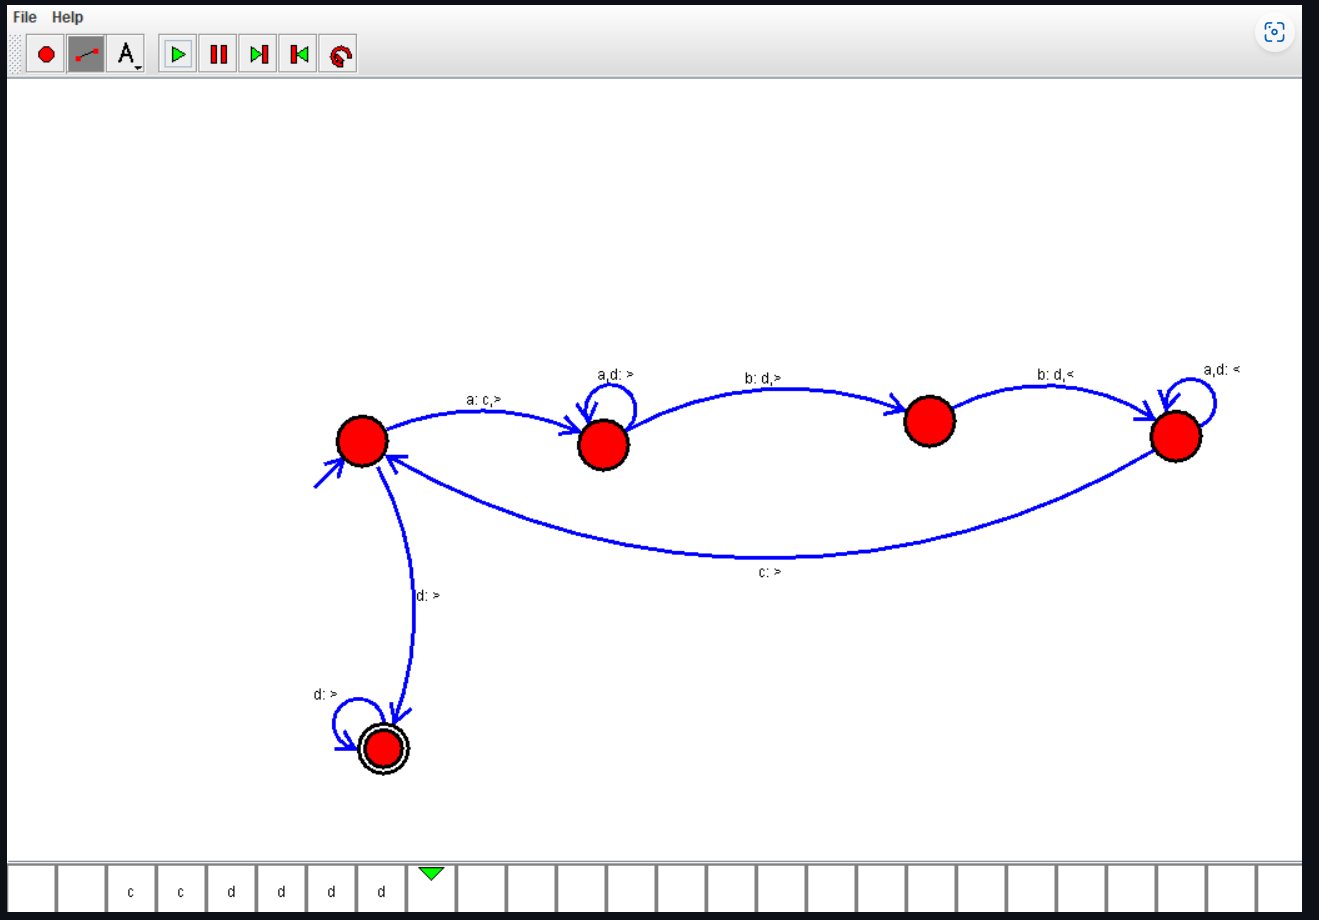 File Help
A
a,d: >
a,d: <
b: d,>
b: d,<
a: c,>
c: >
d: >
d: >
c c d d d d